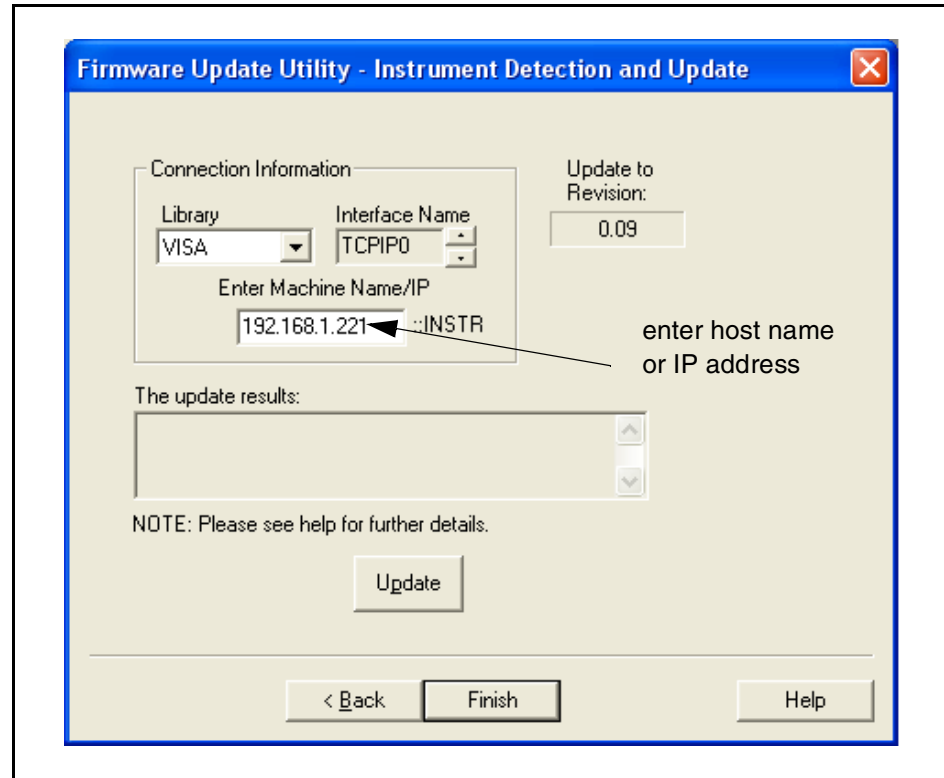 Firmware Update Utility - Instrument Detection and Update
Connection Information
Library
Interface Name
VISA
TCPIP0
Enter Machine Name/IP
192.168.1.221
::INSTR
Update to
Revision:
0.09
enter host name
or IP address
The update results:
NOTE: Please see help for further details.
Update
< Back
Finish
Help